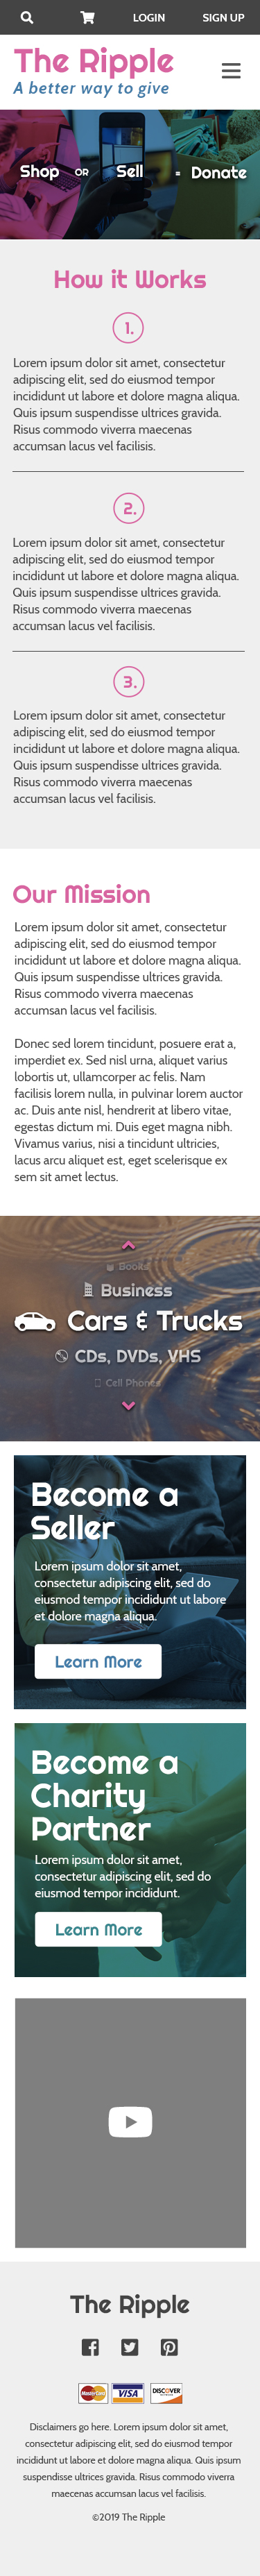 LOGIN SIGN UP
The Ripple
A better way to give
Shop OR Sell = Donate
How it Works
1.
Lorem ipsum dolor sit amet, consectetur
adipiscing elit, sed do eiusmod tempor
incididunt ut labore et dolore magna aliqua.
Quis ipsum suspendisse ultrices gravida.
Risus commodo viverra maecenas
accumsan lacus vel facilisis.
2.
Lorem ipsum dolor sit amet, consectetur
adipiscing elit, sed do eiusmod tempor
incididunt ut labore et dolore magna aliqua.
Quis ipsum suspendisse ultrices gravida.
Risus commodo viverra maecenas
accumsan lacus vel facilisis.
3.
Lorem ipsum dolor sit amet, consectetur
adipiscing elit, sed do eiusmod tempor
incididunt ut labore et dolore magna aliqua.
Quis ipsum suspendisse ultrices gravida.
Risus commodo viverra maecenas
accumsan lacus vel facilisis.
Our Mission
Lorem ipsum dolor sit amet, consectetur
adipiscing elit, sed do eiusmod tempor
incididunt ut labore et dolore magna aliqua.
Quis ipsum suspendisse ultrices gravida.
Risus commodo viverra maecenas
accumsan lacus vel facilisis.
Donec sed lorem tincidunt, posuere erat a,
imperdiet ex. Sed nisl urna, aliquet varius
lobortis ut, ullamcorper ac felis. Nam
facilisis lorem nulla, in pulvinar lorem auctor
ac. Duis ante nisl, hendrerit at libero vitae,
egestas dictum mi. Duis eget magna nibh.
Vivamus varius, nisi a tincidunt ultricies,
lacus arcu aliquet est, eget scelerisque ex
sem sit amet lectus.
Books
Business
Cars & Trucks
CDs, DVDs, VHS
Cell Phones
Become a
Seller
Lorem ipsum dolor sit amet,
consectetur adipiscing elit, sed do
eiusmod tempor incididunt ut labore
et dolore magna aliqua.
Learn More
Become a
Charity
Partner
Lorem ipsum dolor sit amet,
consectetur adipiscing elit, sed do
eiusmod tempor incididunt.
Learn More
The Ripple
MasterCard VISA DISCOVER
Disclaimers go here. Lorem ipsum dolor sit amet,
consectetur adipiscing elit, sed do eiusmod tempor
incididunt ut labore et dolore magna aliqua. Quis ipsum
suspendisse ultrices gravida. Risus commodo viverra
maecenas accumsan lacus vel facilisis.
©2019 The Ripple